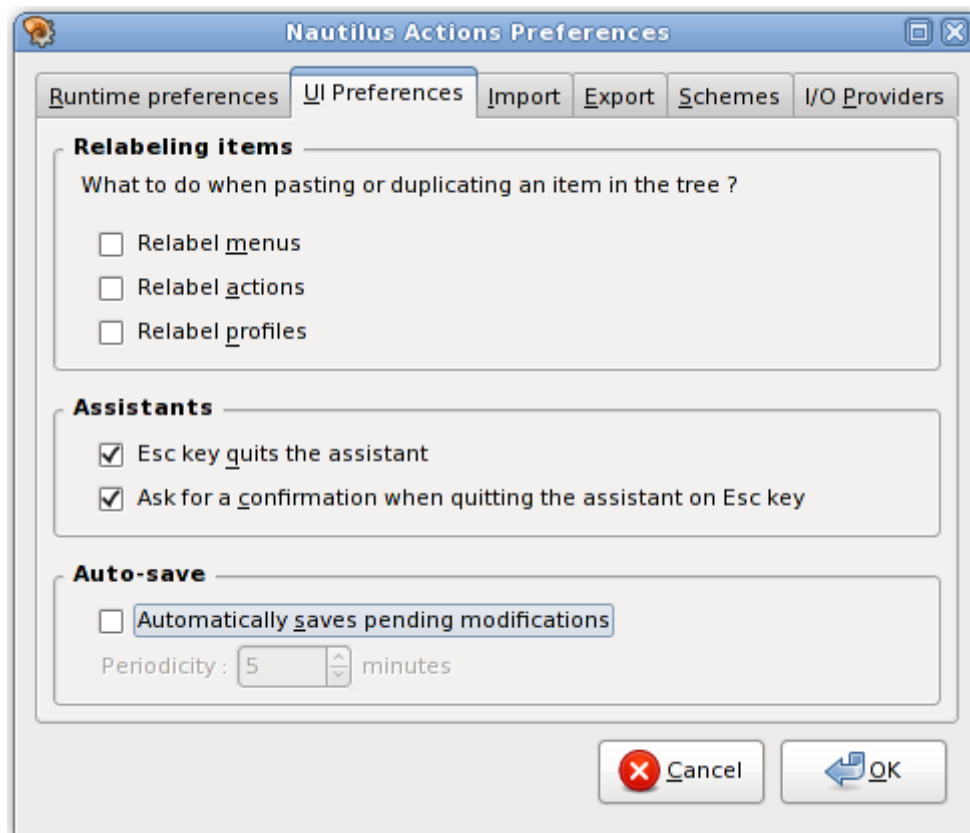 Nautilus Actions Preferences
Runtime preferences UI Preferences Import Export Schemes I/O Providers
Relabeling items
What to do when pasting or duplicating an item in the tree ?
Relabel menus
Relabel actions
Relabel profiles
Assistants
Esc key quits the assistant
Ask for a confirmation when quitting the assistant on Esc key
Auto-save
Automatically saves pending modifications
Periodicity : 5 minutes
Cancel OK